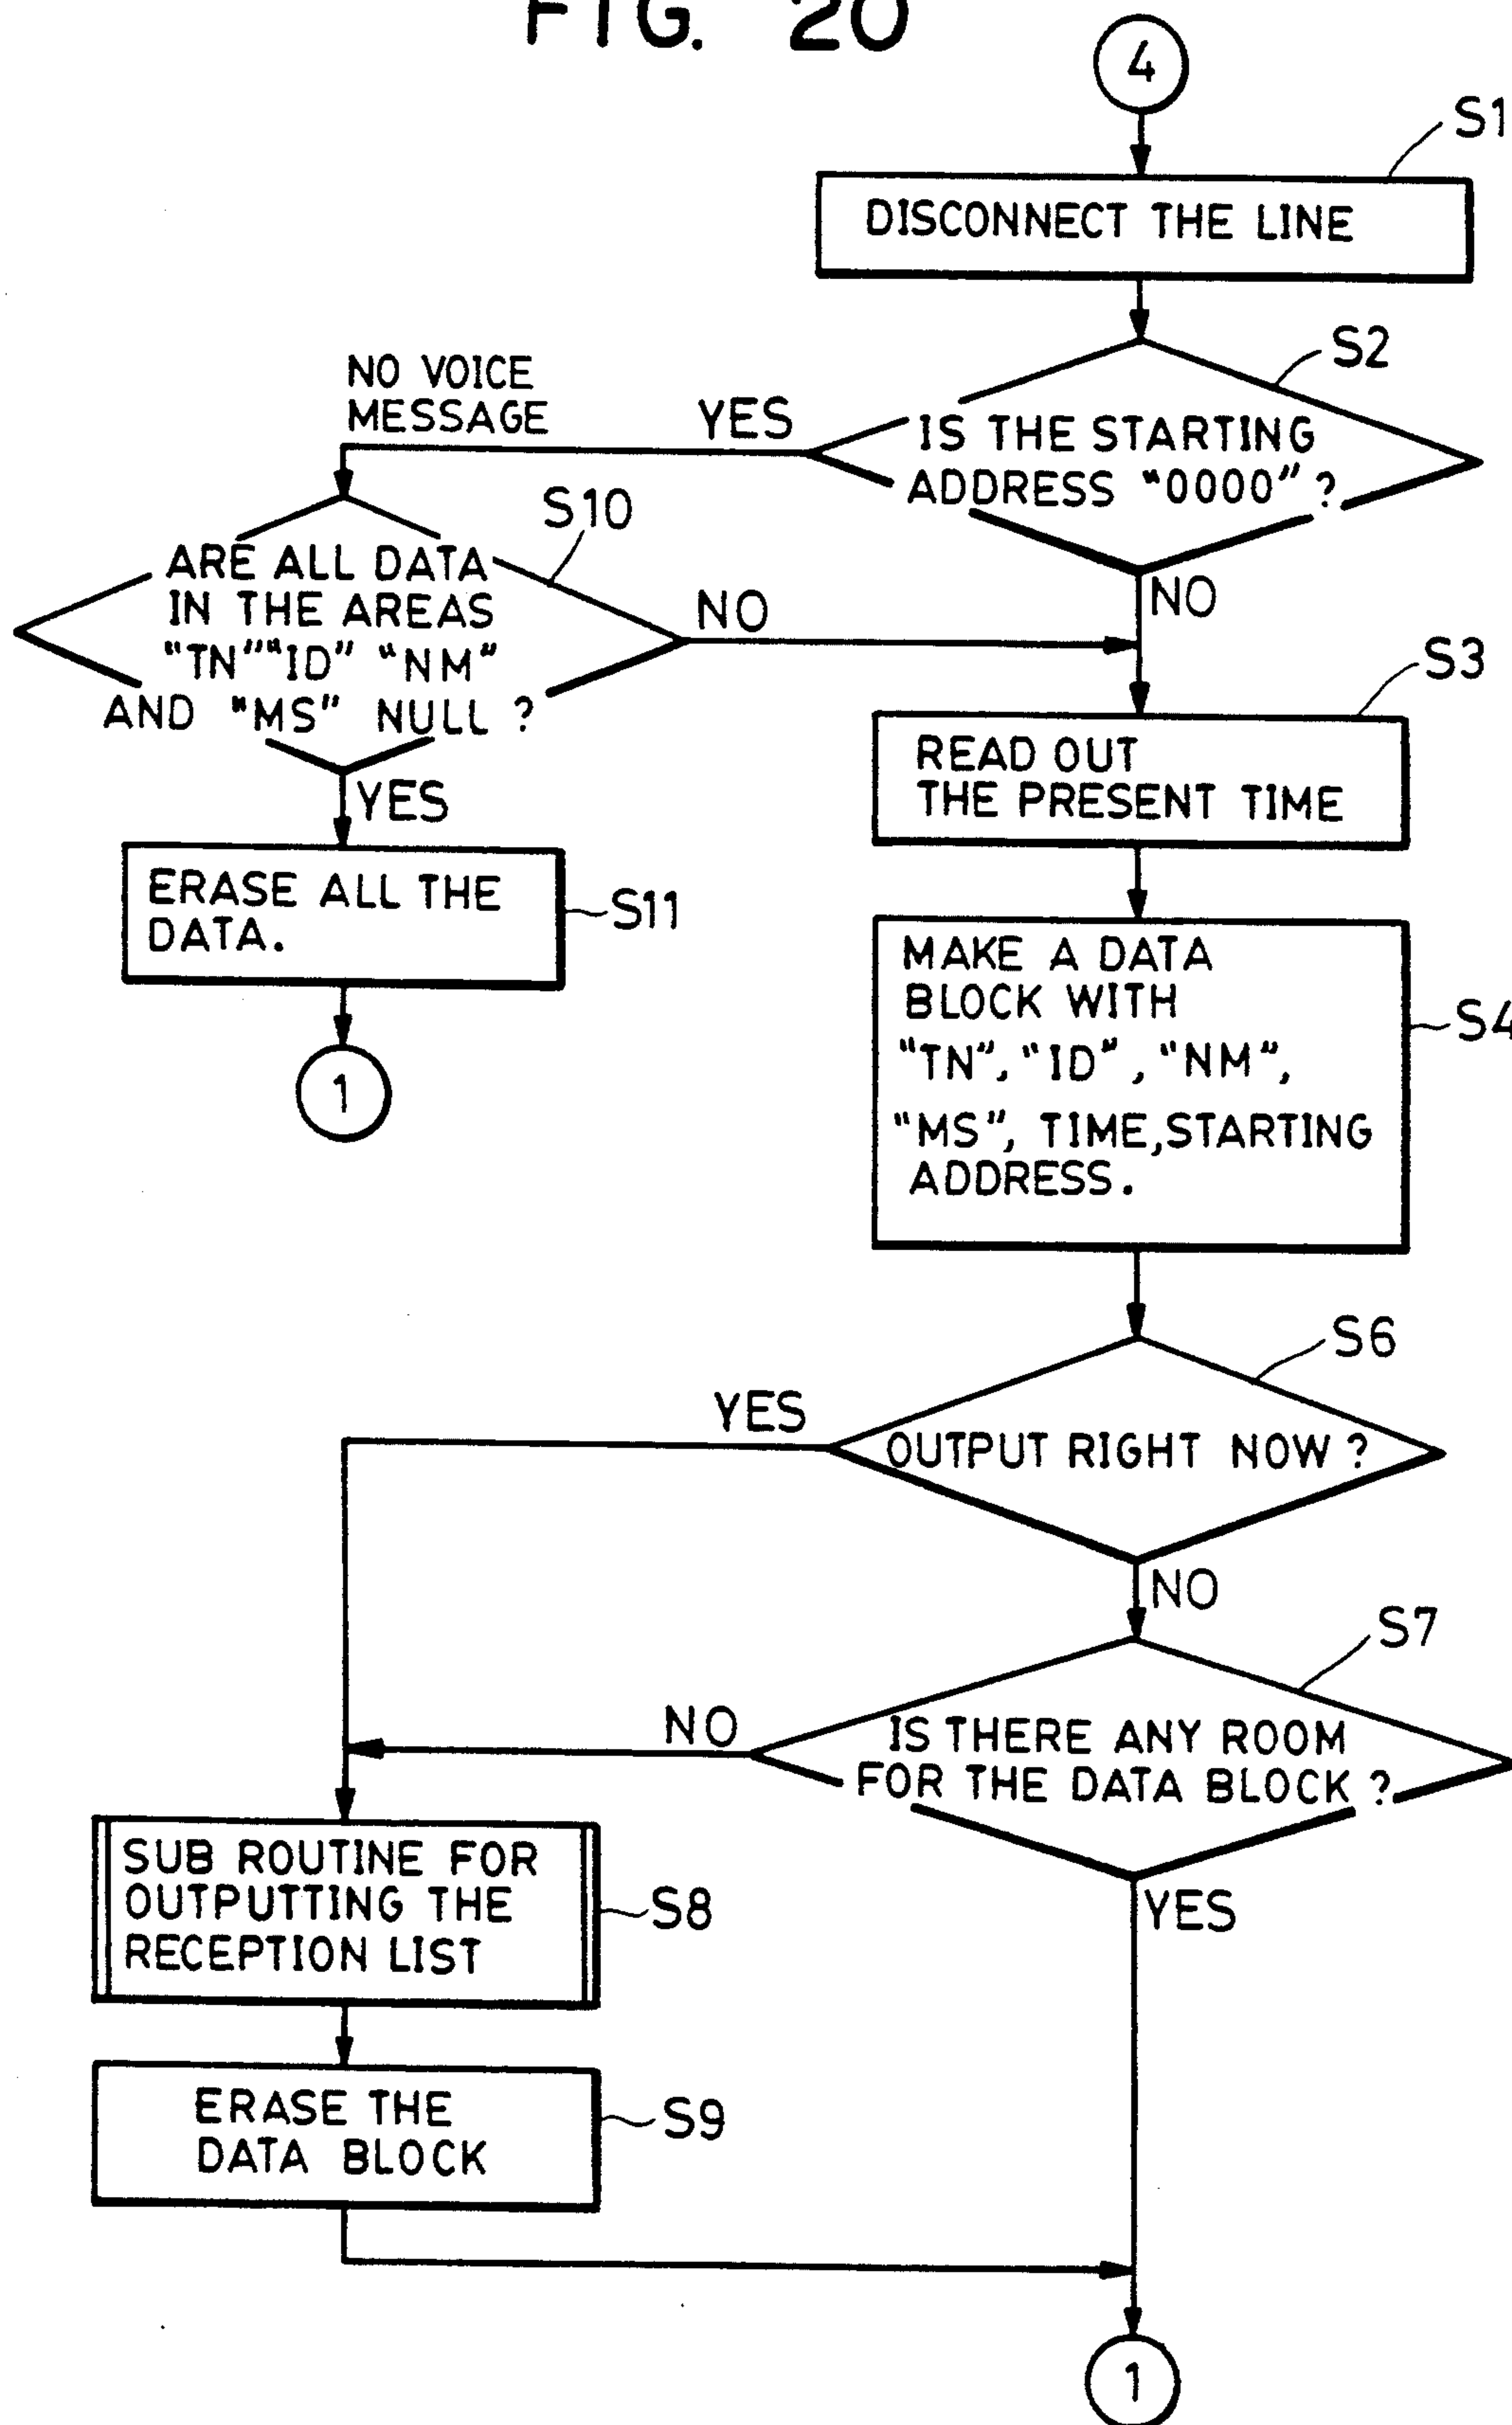 FIG. 20
4
S1
DISCONNECT THE LINE
S2
IS THE STARTING
ADDRESS "0000" ?
YES
NO VOICE
MESSAGE
NO
S10
ARE ALL DATA
IN THE AREAS
"TN" "ID" "NM"
AND "MS" NULL ?
NO
YES
S11
ERASE ALL THE
DATA.
1
S3
READ OUT
THE PRESENT TIME
S4
MAKE A DATA
BLOCK WITH
"TN", "ID", "NM",
"MS", TIME, STARTING
ADDRESS.
S6
OUTPUT RIGHT NOW ?
YES
NO
S7
IS THERE ANY ROOM
FOR THE DATA BLOCK ?
NO
YES
S8
SUB ROUTINE FOR
OUTPUTTING THE
RECEPTION LIST
S9
ERASE THE
DATA BLOCK
1